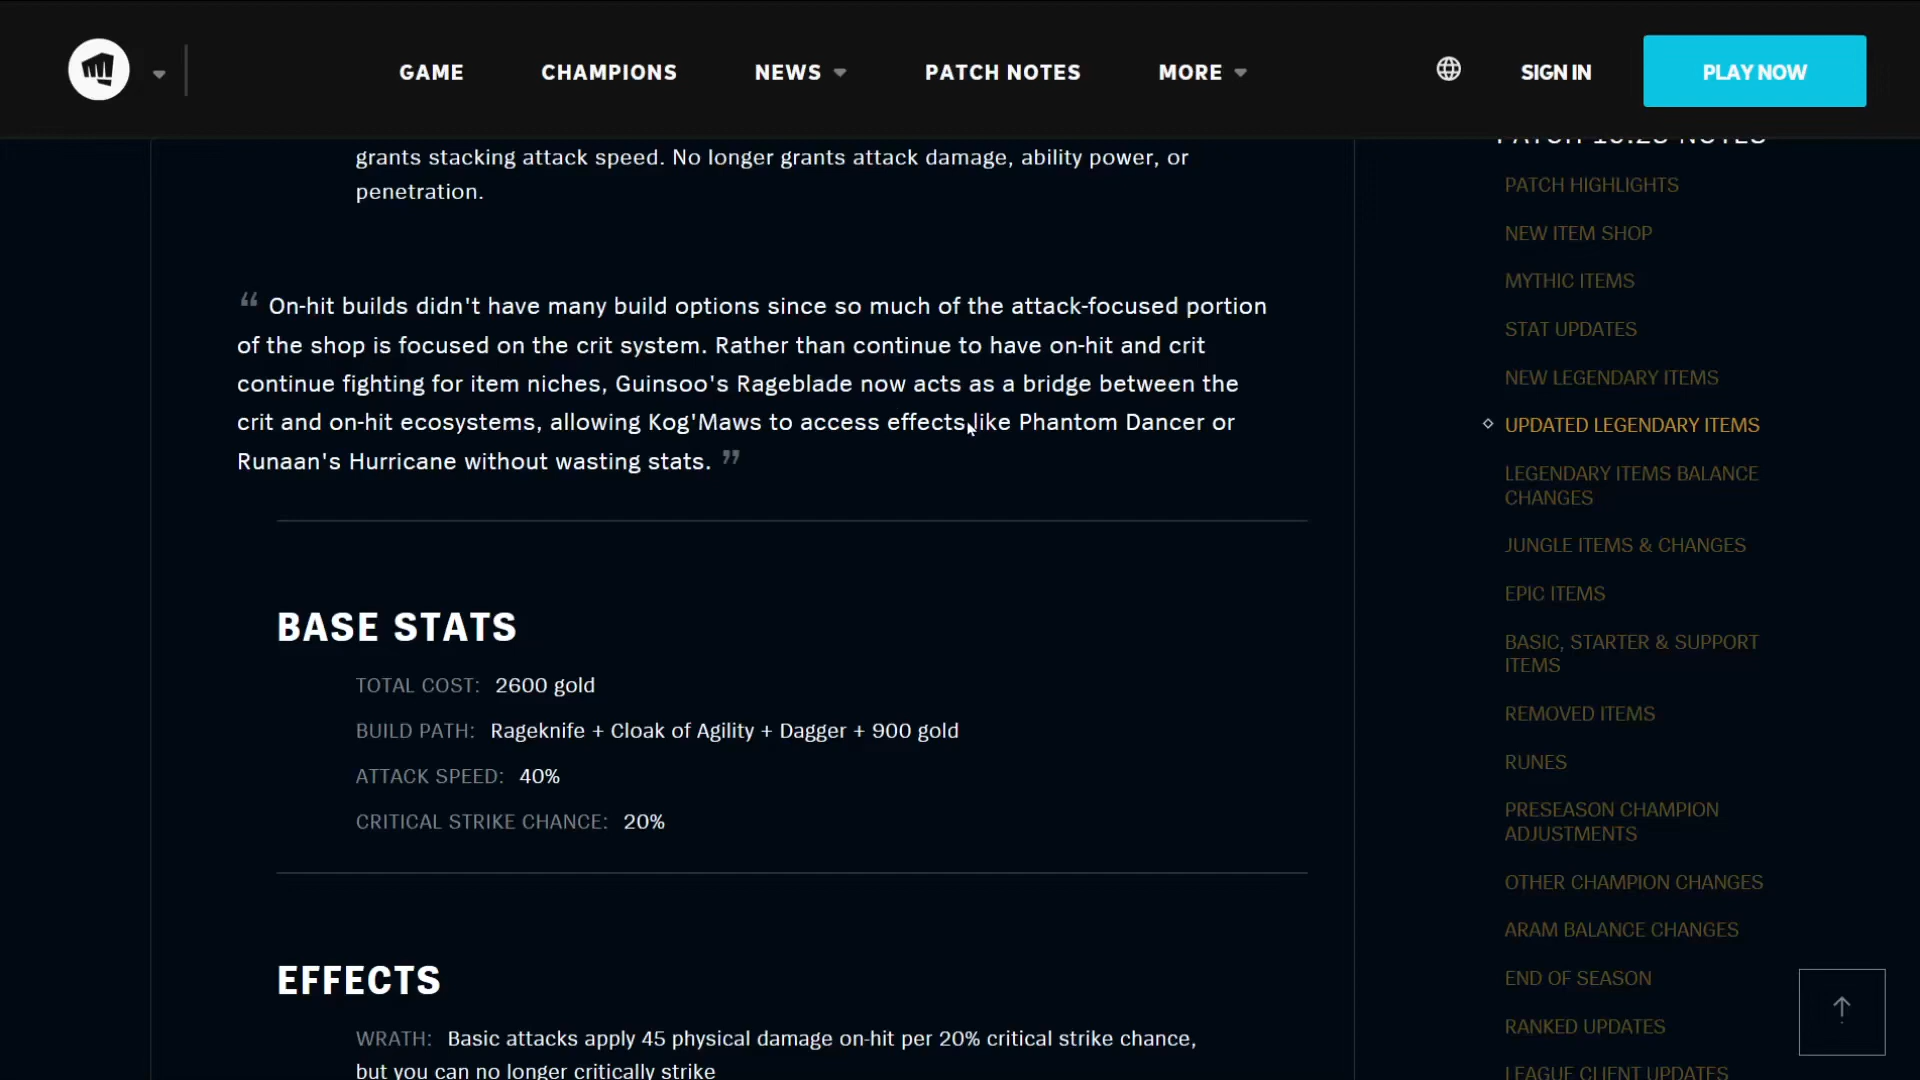 GAME
CHAMPIONS
NEWS
PATCH NOTES
MORE
SIGN IN
PLAY NOW
grants stacking attack speed. No longer grants attack damage, ability power, or
penetration.
“ On-hit builds didn't have many build options since so much of the attack-focused portion
of the shop is focused on the crit system. Rather than continue to have on-hit and crit
continue fighting for item niches, Guinsoo's Rageblade now acts as a bridge between the
crit and on-hit ecosystems, allowing Kog'Maws to access effects like Phantom Dancer or
Runaan's Hurricane without wasting stats. ”
BASE STATS
TOTAL COST: 2600 gold
BUILD PATH: Rageknife + Cloak of Agility + Dagger + 900 gold
ATTACK SPEED: 40%
CRITICAL STRIKE CHANCE: 20%
EFFECTS
WRATH: Basic attacks apply 45 physical damage on-hit per 20% critical strike chance,
but you can no longer critically strike
PATCH 10.23 NOTES
PATCH HIGHLIGHTS
NEW ITEM SHOP
MYTHIC ITEMS
STAT UPDATES
NEW LEGENDARY ITEMS
UPDATED LEGENDARY ITEMS
LEGENDARY ITEMS BALANCE
CHANGES
JUNGLE ITEMS & CHANGES
EPIC ITEMS
BASIC, STARTER & SUPPORT
ITEMS
REMOVED ITEMS
RUNES
PRESEASON CHAMPION
ADJUSTMENTS
OTHER CHAMPION CHANGES
ARAM BALANCE CHANGES
END OF SEASON
RANKED UPDATES
LEAGUE CLIENT UPDATES